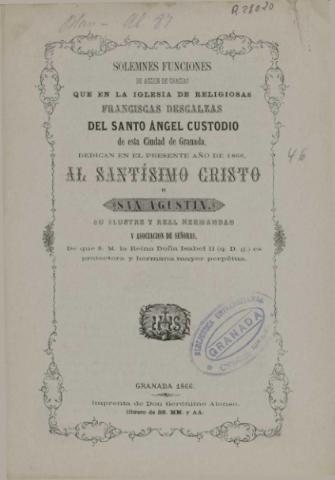 R.28020
SOLEMNES FUNCIONES
DE ACCION DE GRACIAS
QUE EN LA IGLESIA DE RELIGIOSAS
FRANCISCAS DESCALZAS
DEL SANTO ÁNGEL CUSTODIO
de esta Ciudad de Granada,
DEDICAN EN EL PRESENTE AÑO DE 1866,
46
AL SANTÍSIMO CRISTO
DE
SAN AGUSTIN,
SU ILUSTRE Y REAL HERMANDAD
Y ASOCIACION DE SEÑORAS,
De que S. M. la Reina Doña Isabel II (q. D. g.) es
protectora y hermana mayor perpétua.
IHS
BIBLIOTECA UNIVERSITARIA
GRANADA
GRANADA 1866.
Imprenta de Don Gerónimo Alonso,
librero de SS. MM. y AA.